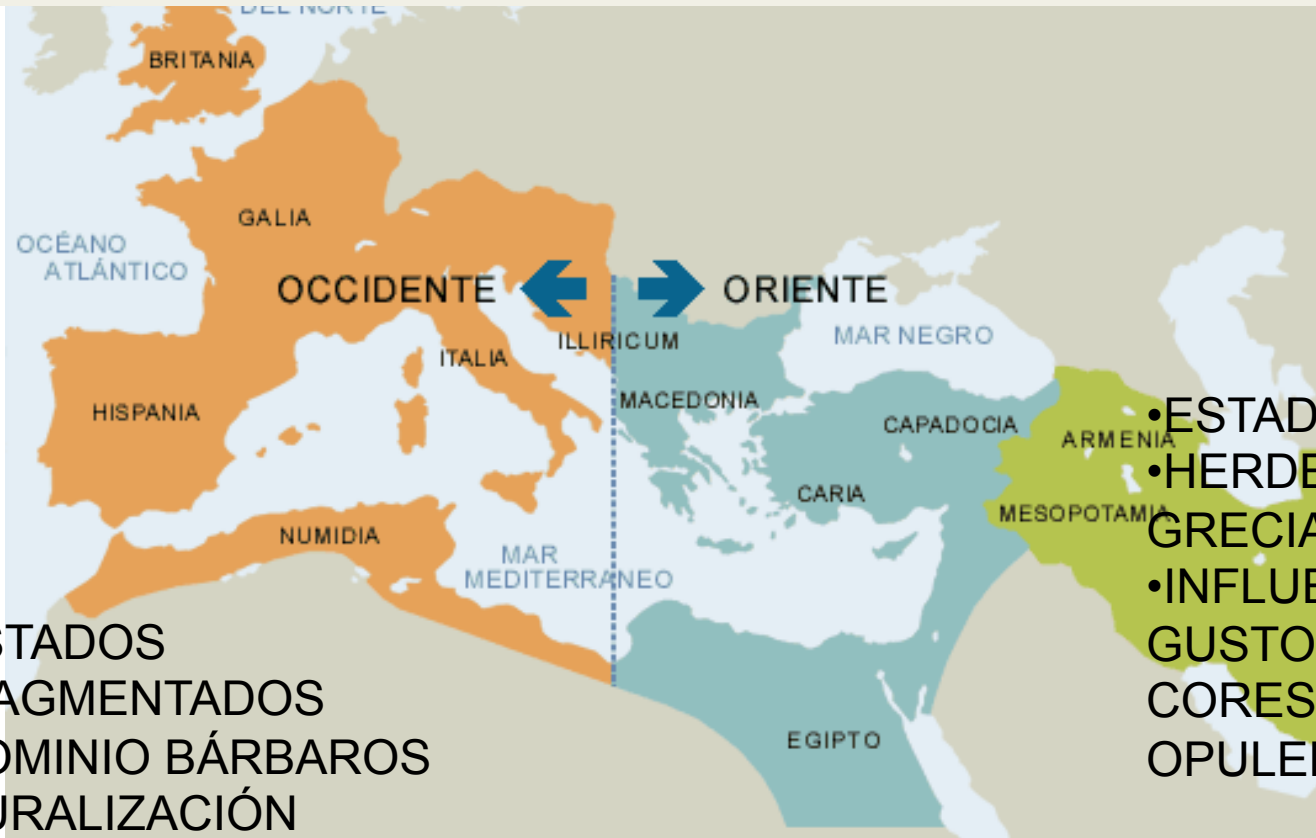 DEL NORTE
BRITANIA
GALIA
OCÉANO
ATLÁNTICO
OCCIDENTE
ORIENTE
MAR NEGRO
ILLIRICUM
ITALIA
MACEDONIA
HISPANIA
CAPADOCIA
ARMENIA
CARIA
MESOPOTAMIA
NUMIDIA
MAR
MEDITERRANEO
EGIPTO
STADOS
AGMENTADOS
OMINIO BÁRBAROS
URALIZACIÓN
•ESTAD
•HERDE
GRECIA
•INFLUE
GUSTO
CORES
OPULE